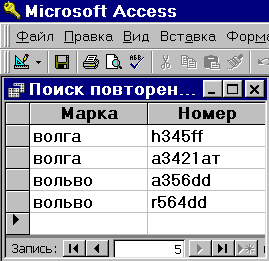 Microsoft Access
Файл Правка Вид Вставка Форм
Поиск повторен...
Марка Номер
волга h345ff
волга а3421ат
вольво a356dd
вольво r564dd
Запись: 5